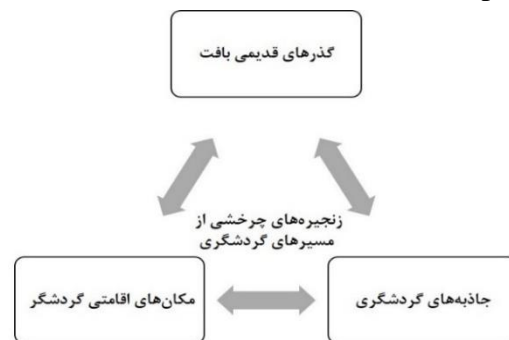 گذرهای قدیمی بافت
زنجیره‌های چرخشی از
مسیرهای گردشگری
جاذبه‌های گردشگری
مکان‌های اقامتی گردشگر